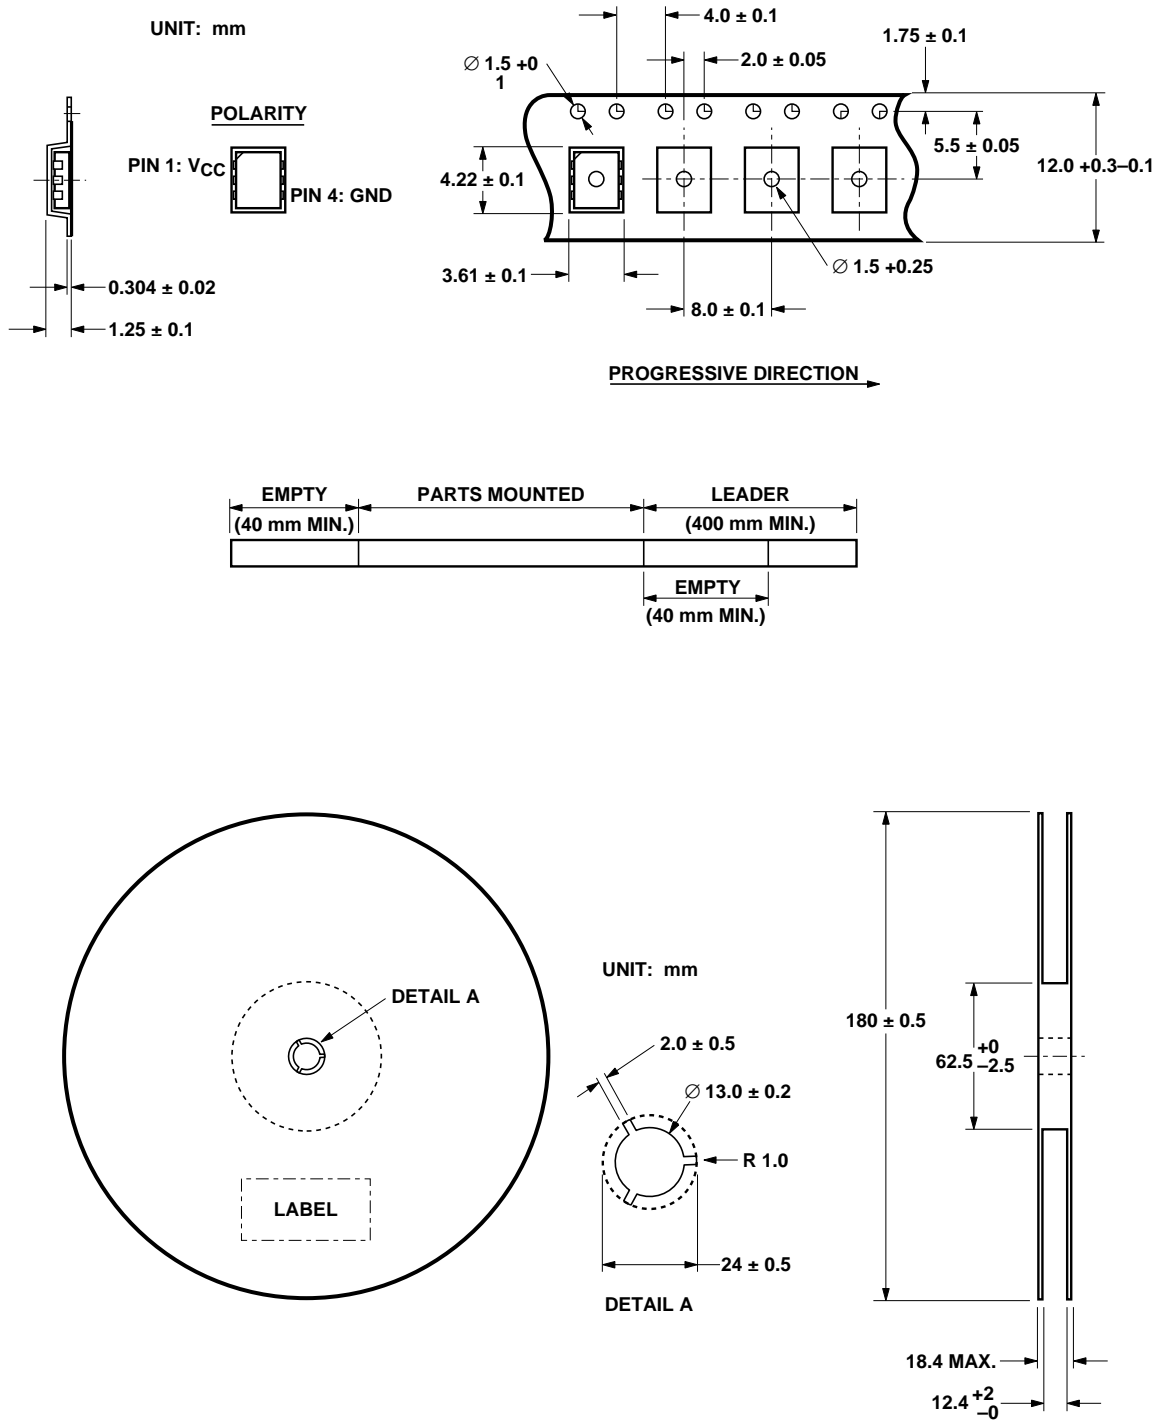 UNIT: mm
POLARITY
PIN 1: VCC
PIN 4: GND
0.304 ± 0.02
1.25 ± 0.1
4.0 ± 0.1
2.0 ± 0.05
1.75 ± 0.1
∅ 1.5 +0
1
5.5 ± 0.05
12.0 +0.3–0.1
4.22 ± 0.1
3.61 ± 0.1
∅ 1.5 +0.25
8.0 ± 0.1
PROGRESSIVE DIRECTION
EMPTY
(40 mm MIN.)
PARTS MOUNTED
LEADER
(400 mm MIN.)
EMPTY
(40 mm MIN.)
DETAIL A
LABEL
UNIT: mm
2.0 ± 0.5
∅ 13.0 ± 0.2
R 1.0
24 ± 0.5
DETAIL A
180 ± 0.5
62.5 +0
–2.5
18.4 MAX.
12.4 +2
–0